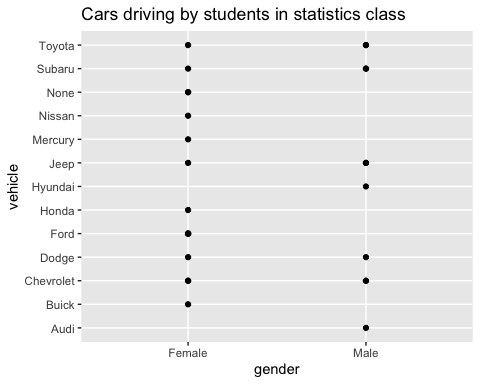 Cars driving by students in statistics class
Toyota
Subaru
None
Nissan
Mercury
Jeep
Hyundai
Honda
Ford
Dodge
Chevrolet
Buick
Audi
vehicle
Female Male
gender